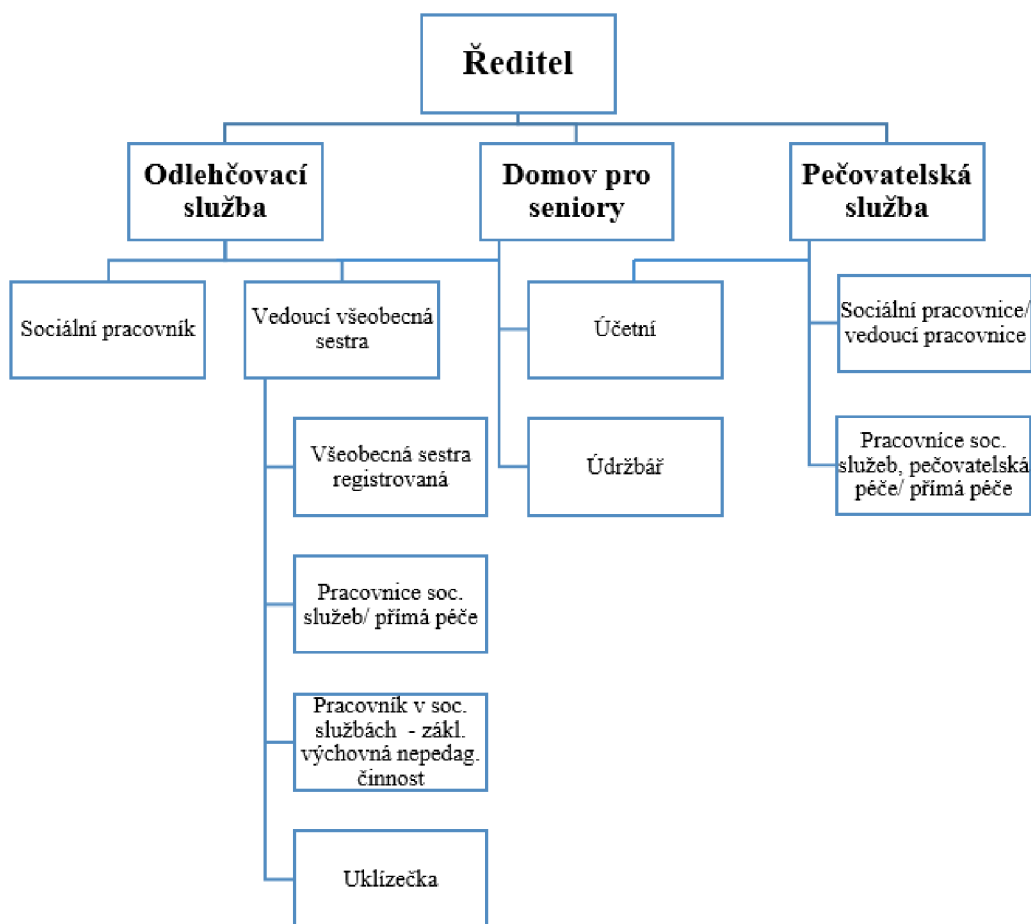 Ředitel
Odlehčovací
služba
Domov pro
seniory
Pečovatelská
služba
Sociální pracovník
Vedoucí všeobecná
sestra
Účetní
Sociální pracovnice/
vedoucí pracovnice
Všeobecná sestra
registrovaná
Údržbář
Pracovnice soc.
služeb, pečovatelská
péče/ přímá péče
Pracovnice soc.
služeb/ přímá péče
Pracovník v soc.
službách - zákl.
výchovná nepedag.
činnost
Uklízečka